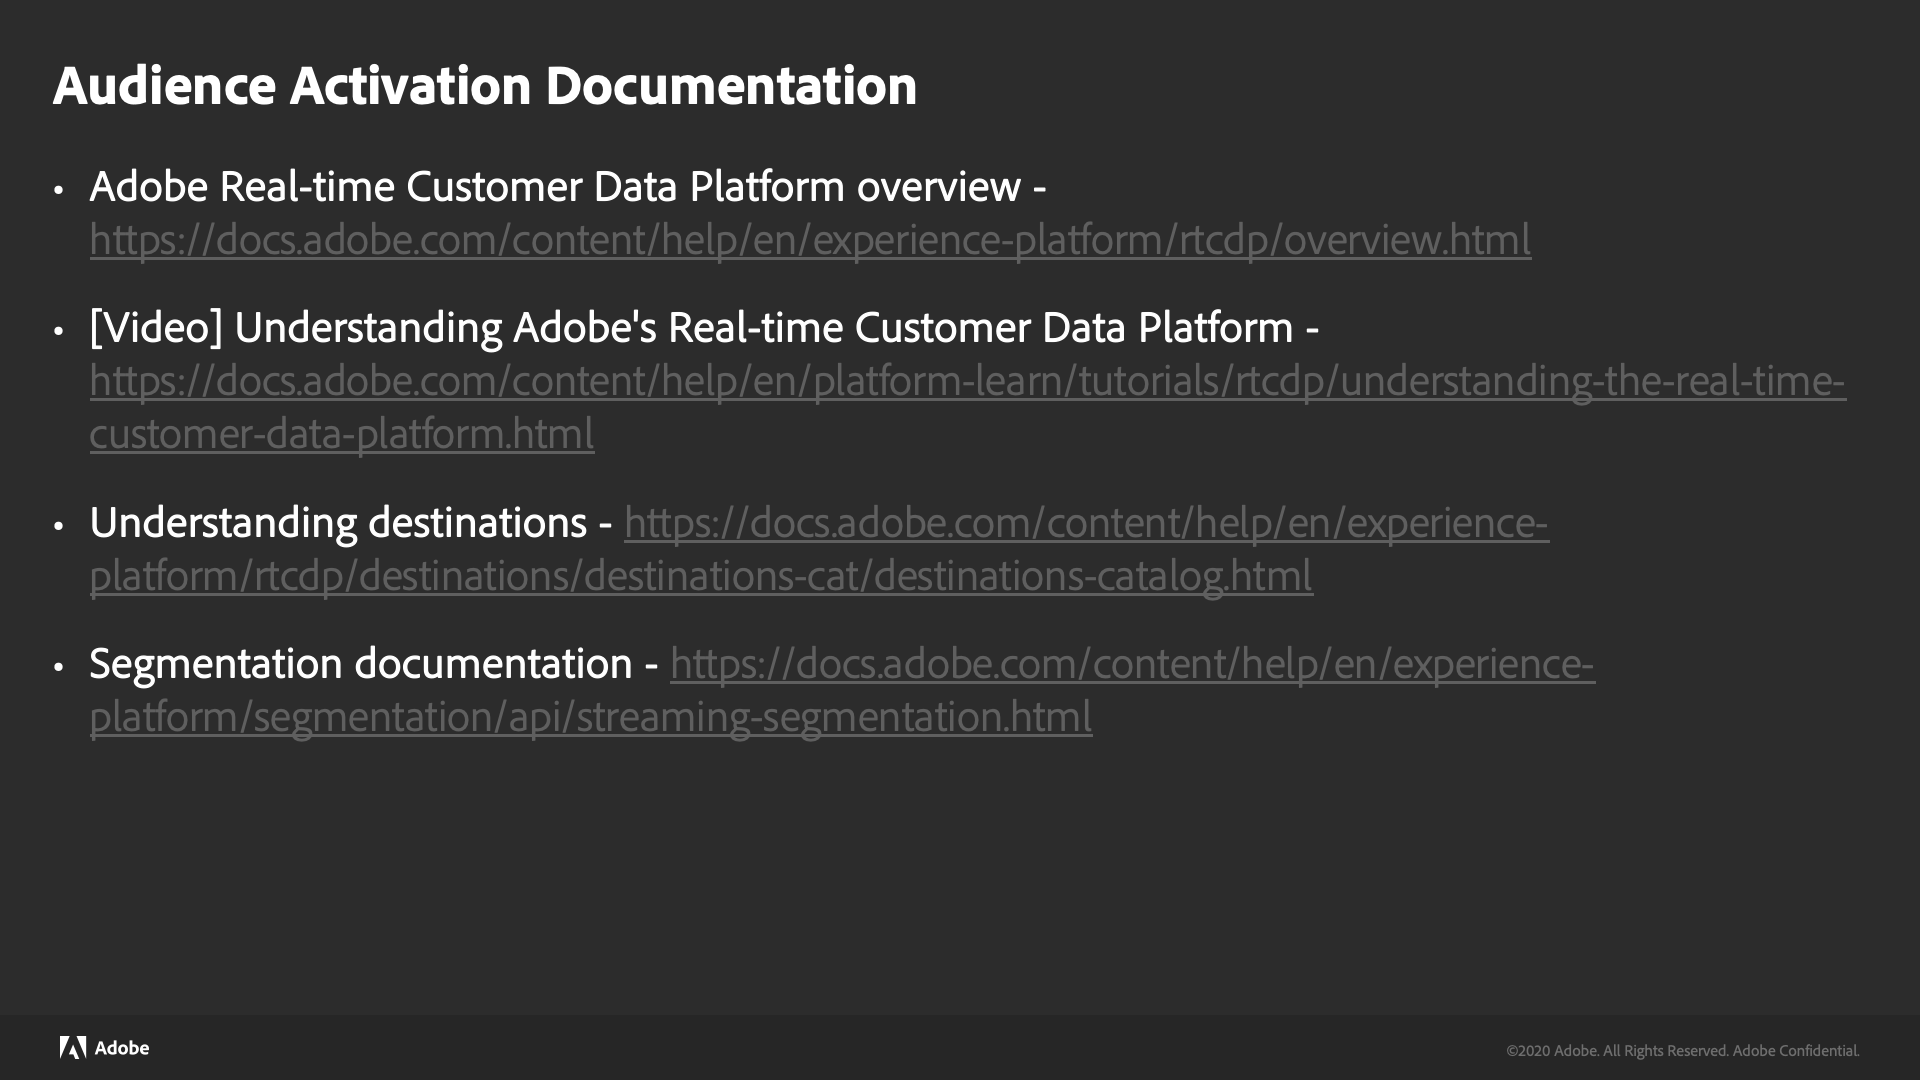 Audience Activation Documentation
• Adobe Real-time Customer Data Platform overview -
https://docs.adobe.com/content/help/en/experience-platform/rtcdp/overview.html
• [Video] Understanding Adobe's Real-time Customer Data Platform -
https://docs.adobe.com/content/help/en/platform-learn/tutorials/rtcdp/understanding-the-real-time-
customer-data-platform.html
• Understanding destinations - https://docs.adobe.com/content/help/en/experience-
platform/rtcdp/destinations/destinations-cat/destinations-catalog.html
• Segmentation documentation - https://docs.adobe.com/content/help/en/experience-
platform/segmentation/api/streaming-segmentation.html
Adobe
©2020 Adobe. All Rights Reserved. Adobe Confidential.